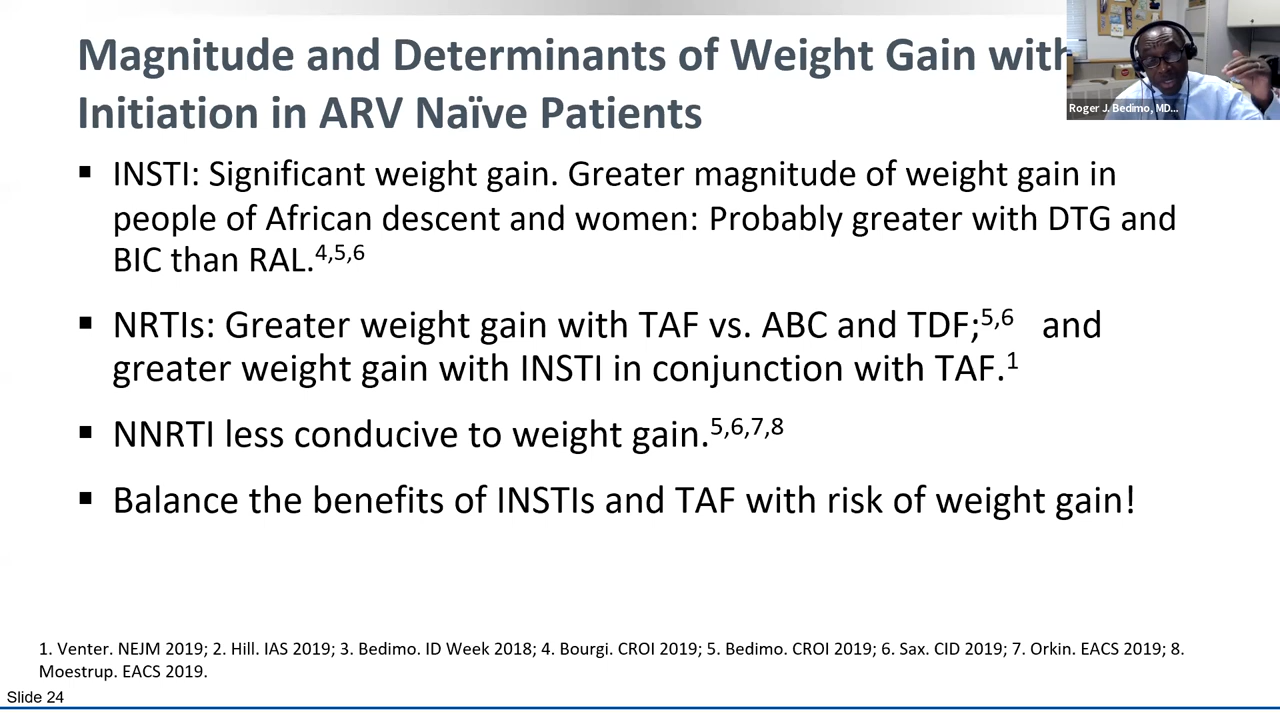 Magnitude and Determinants of Weight Gain with
Initiation in ARV Naïve Patients
Roger J. Bedimo, MD...
▪ INSTI: Significant weight gain. Greater magnitude of weight gain in
people of African descent and women: Probably greater with DTG and
BIC than RAL.4,5,6
▪ NRTIs: Greater weight gain with TAF vs. ABC and TDF;5,6 and
greater weight gain with INSTI in conjunction with TAF.1
▪ NNRTI less conducive to weight gain.5,6,7,8
▪ Balance the benefits of INSTIs and TAF with risk of weight gain!
1. Venter. NEJM 2019; 2. Hill. IAS 2019; 3. Bedimo. ID Week 2018; 4. Bourgi. CROI 2019; 5. Bedimo. CROI 2019; 6. Sax. CID 2019; 7. Orkin. EACS 2019; 8.
Moestrup. EACS 2019.
Slide 24